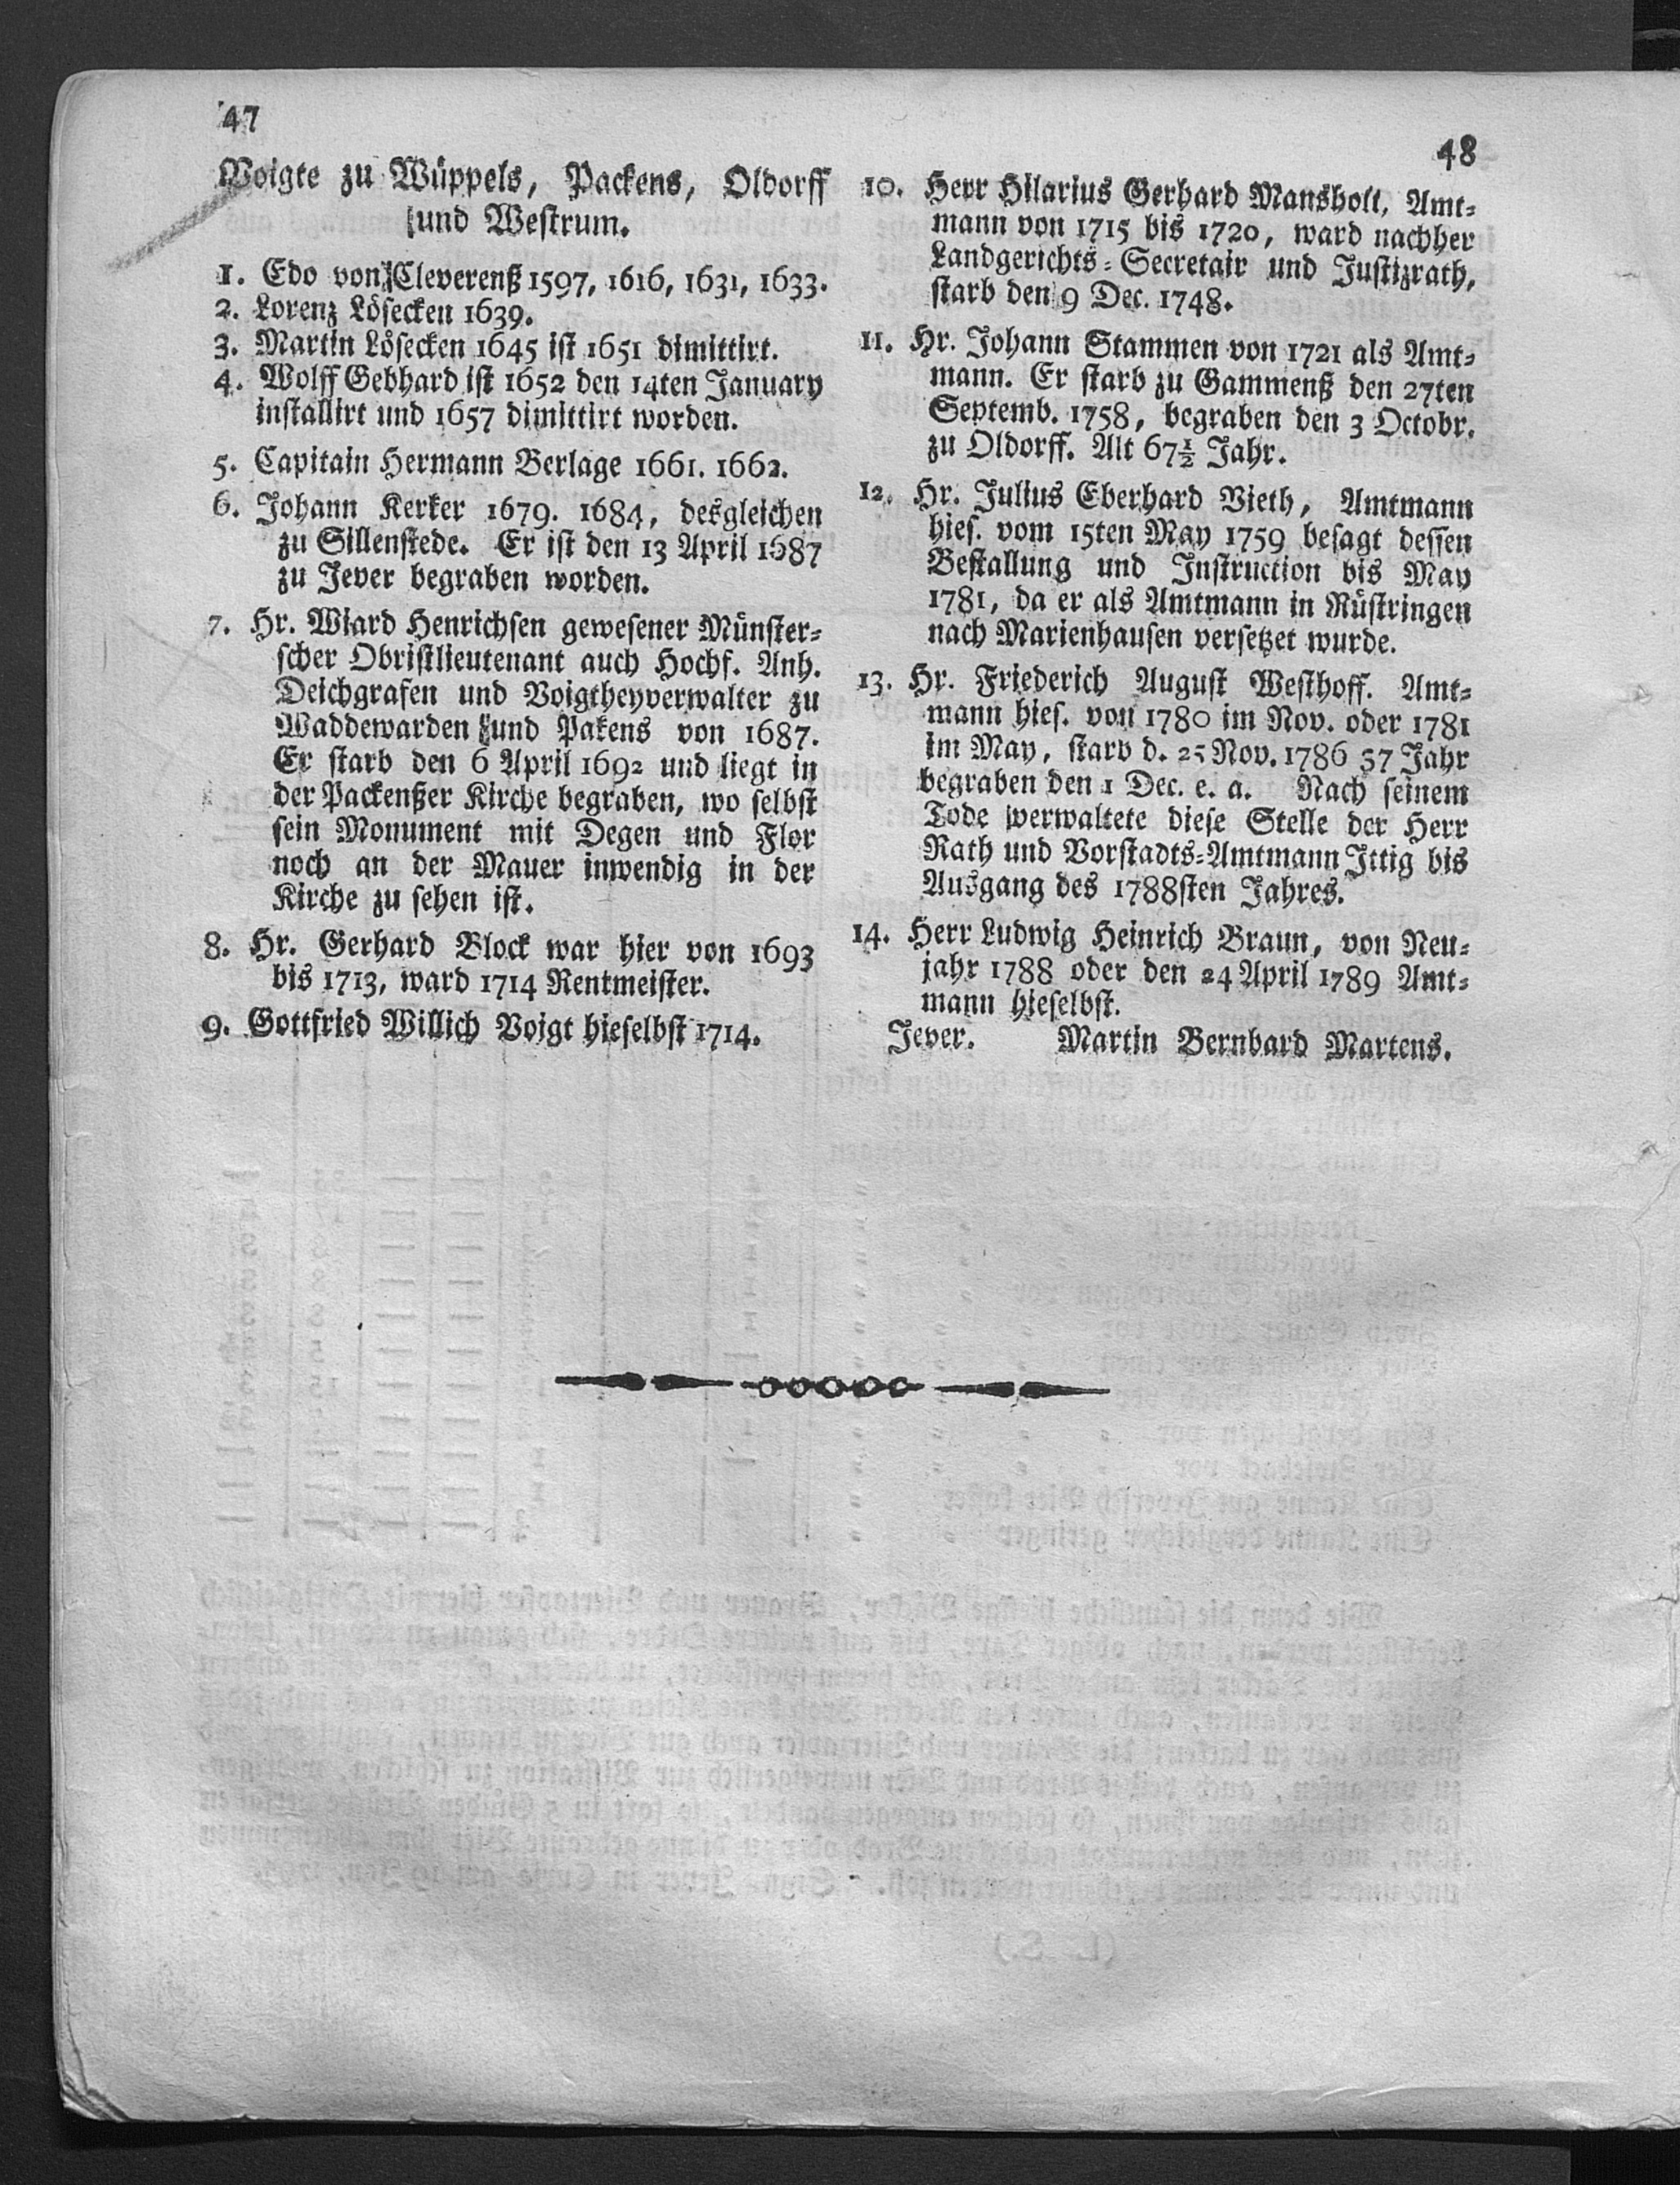 47
Voigte zu Wüppels, Packens, Oldorff
und Westrum.
1. Edo von Cleverenß 1597, 1616, 1631, 1633.
2. Lorenz Lösecken 1639.
3. Martin Lösecken 1645 ist 1651 dimittirt.
4. Wolff Gebhard ist 1652 den 14ten January
installirt und 1657 dimittirt worden.
5. Capitain Hermann Berlage 1661. 1662.
6. Johann Kerker 1679. 1684, desgleichen
zu Sillenstede. Er ist den 13 April 1687
zu Jever begraben worden.
7. Hr. Wiard Henrichsen gewesener Münster-
scher Obristlieutenant auch Hochf. Anh.
Deichgrafen und Voigtheyverwalter zu
Waddewarden und Pakens von 1687.
Er starb den 6 April 1692 und liegt in
der Packenßer Kirche begraben, wo selbst
sein Monument mit Degen und Flor
noch an der Mauer inwendig in der
Kirche zu sehen ist.
8. Hr. Gerhard Block war hier von 1693
bis 1713, ward 1714 Rentmeister.
9. Gottfried Willich Voigt hieselbst 1714.
48
10. Herr Hilarius Gerhard Mansholt, Amt-
mann von 1715 bis 1720, ward nachher
Landgerichts-Secretair und Justizrath,
starb den 9 Dec. 1748.
11. Hr. Johann Stammen von 1721 als Amt-
mann. Er starb zu Gammenß den 27ten
Septemb. 1758, begraben den 3 Octobr.
zu Oldorff. Alt 67½ Jahr.
12. Hr. Julius Eberhard Vieth, Amtmann
hies. vom 15ten May 1759 besagt dessen
Bestallung und Instruction bis May
1781, da er als Amtmann in Rüstringen
nach Marienhausen versetzet wurde.
13. Hr. Friederich August Westhoff. Amt-
mann hies. von 1780 im Nov. oder 1781
im May, starb d. 25 Nov. 1786 57 Jahr
begraben den 1 Dec. e. a. Nach seinem
Tode verwaltete diese Stelle der Herr
Rath und Vorstadts-Amtmann Ittig bis
Ausgang des 1788sten Jahres.
14. Herr Ludwig Heinrich Braun, von Neu-
jahr 1788 oder den 24 April 1789 Amt-
mann hieselbst.
Jever. Martin Bernhard Martens.